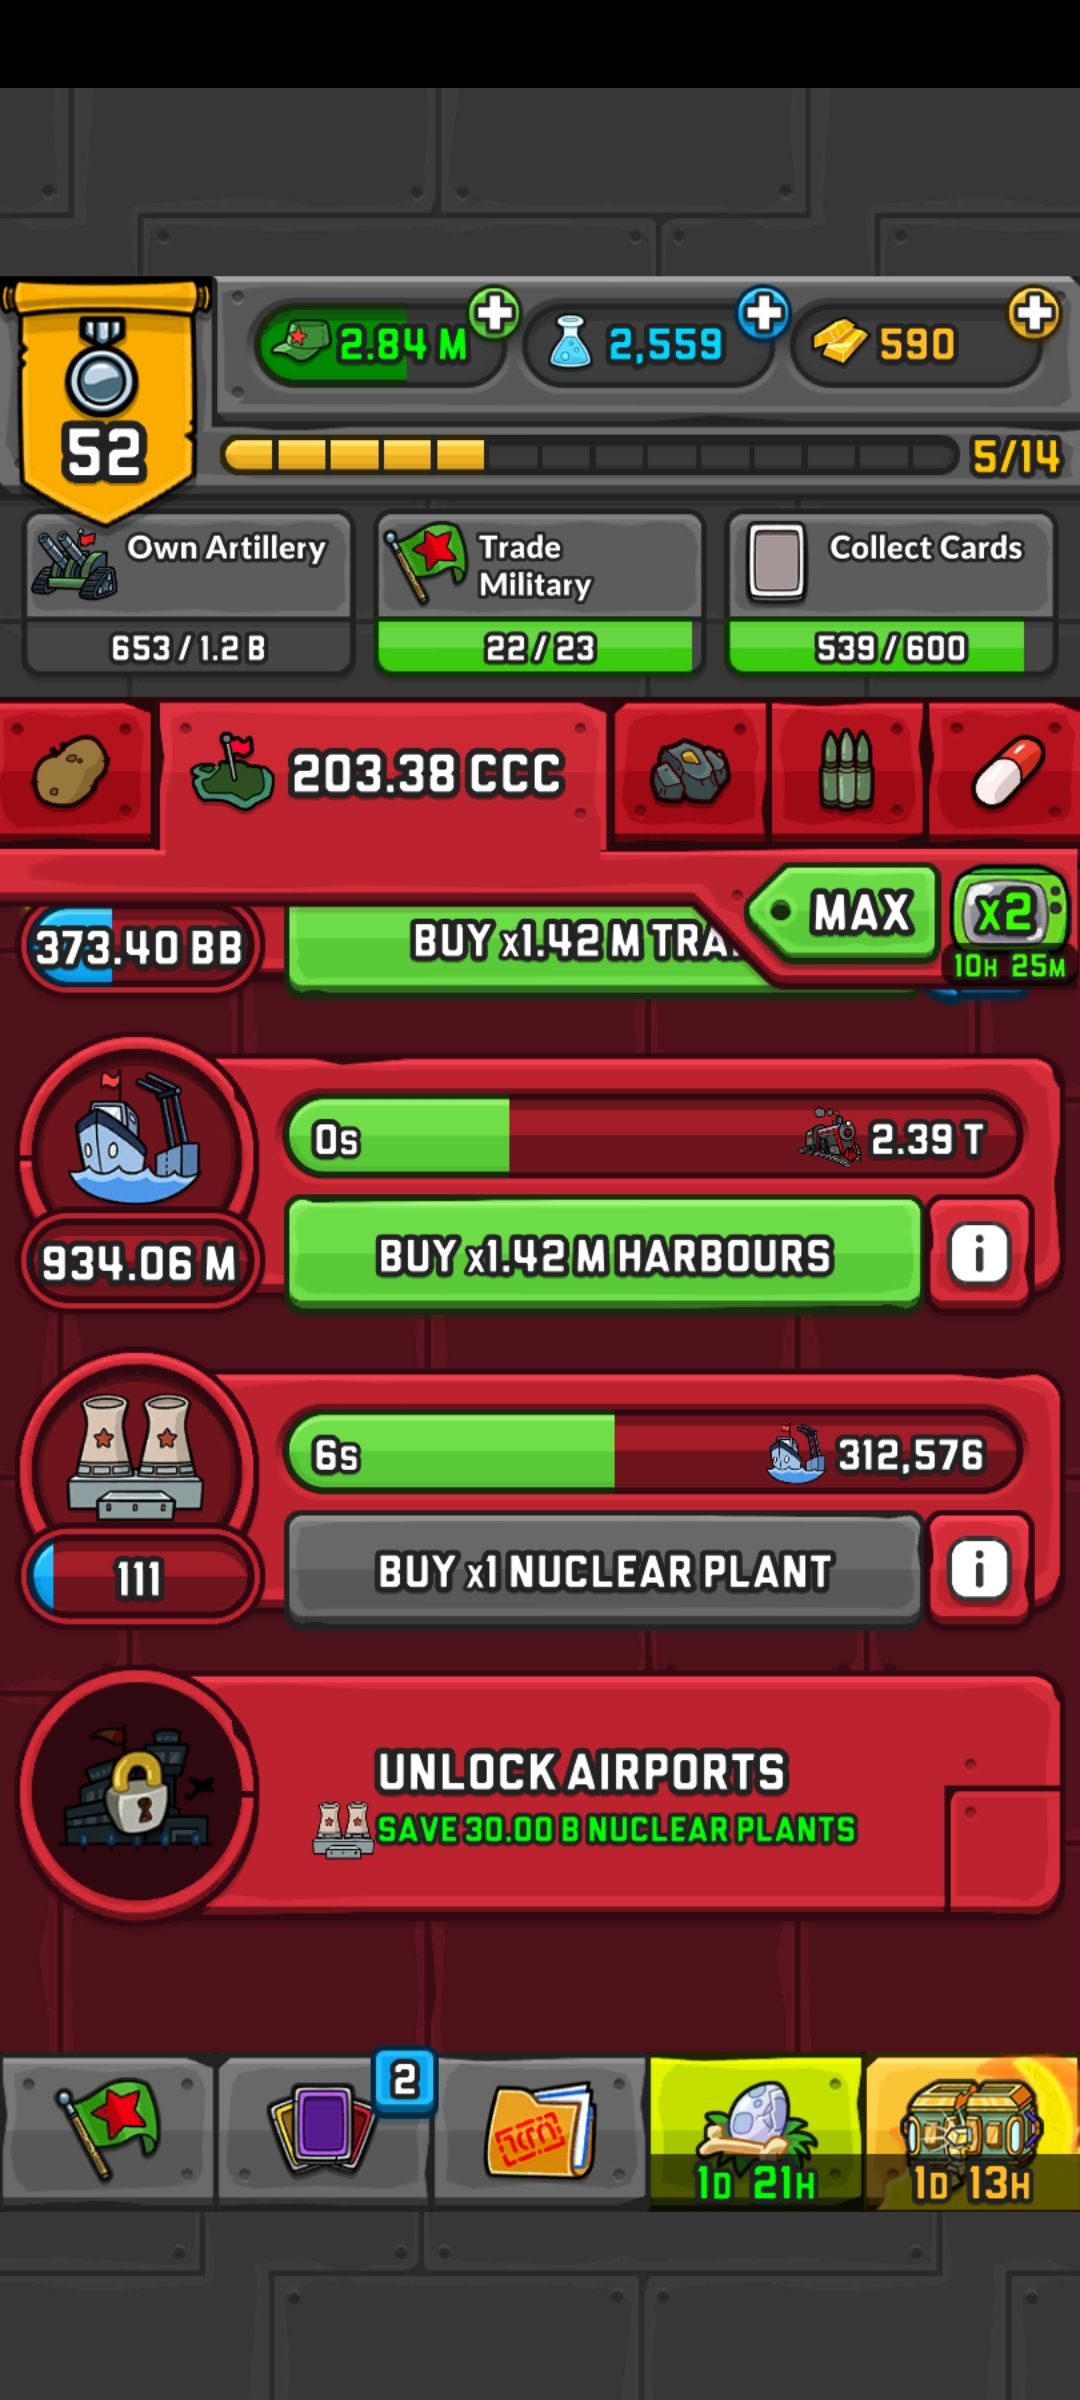 2.84 M
2,559
590
52
5/14
Own Artillery
653 / 1.2 B
Trade
Military
22 / 23
Collect Cards
539 / 600
203.38 CCC
MAX
x2
10H 25M
373.40 BB
BUY x1.42 M
0s
2.39 T
934.06 M
BUY x1.42 M HARBOURS
i
6s
312,576
111
BUY x1 NUCLEAR PLANT
i
UNLOCK AIRPORTS
SAVE 30.00 B NUCLEAR PLANTS
2
1D 21H
1D 13H